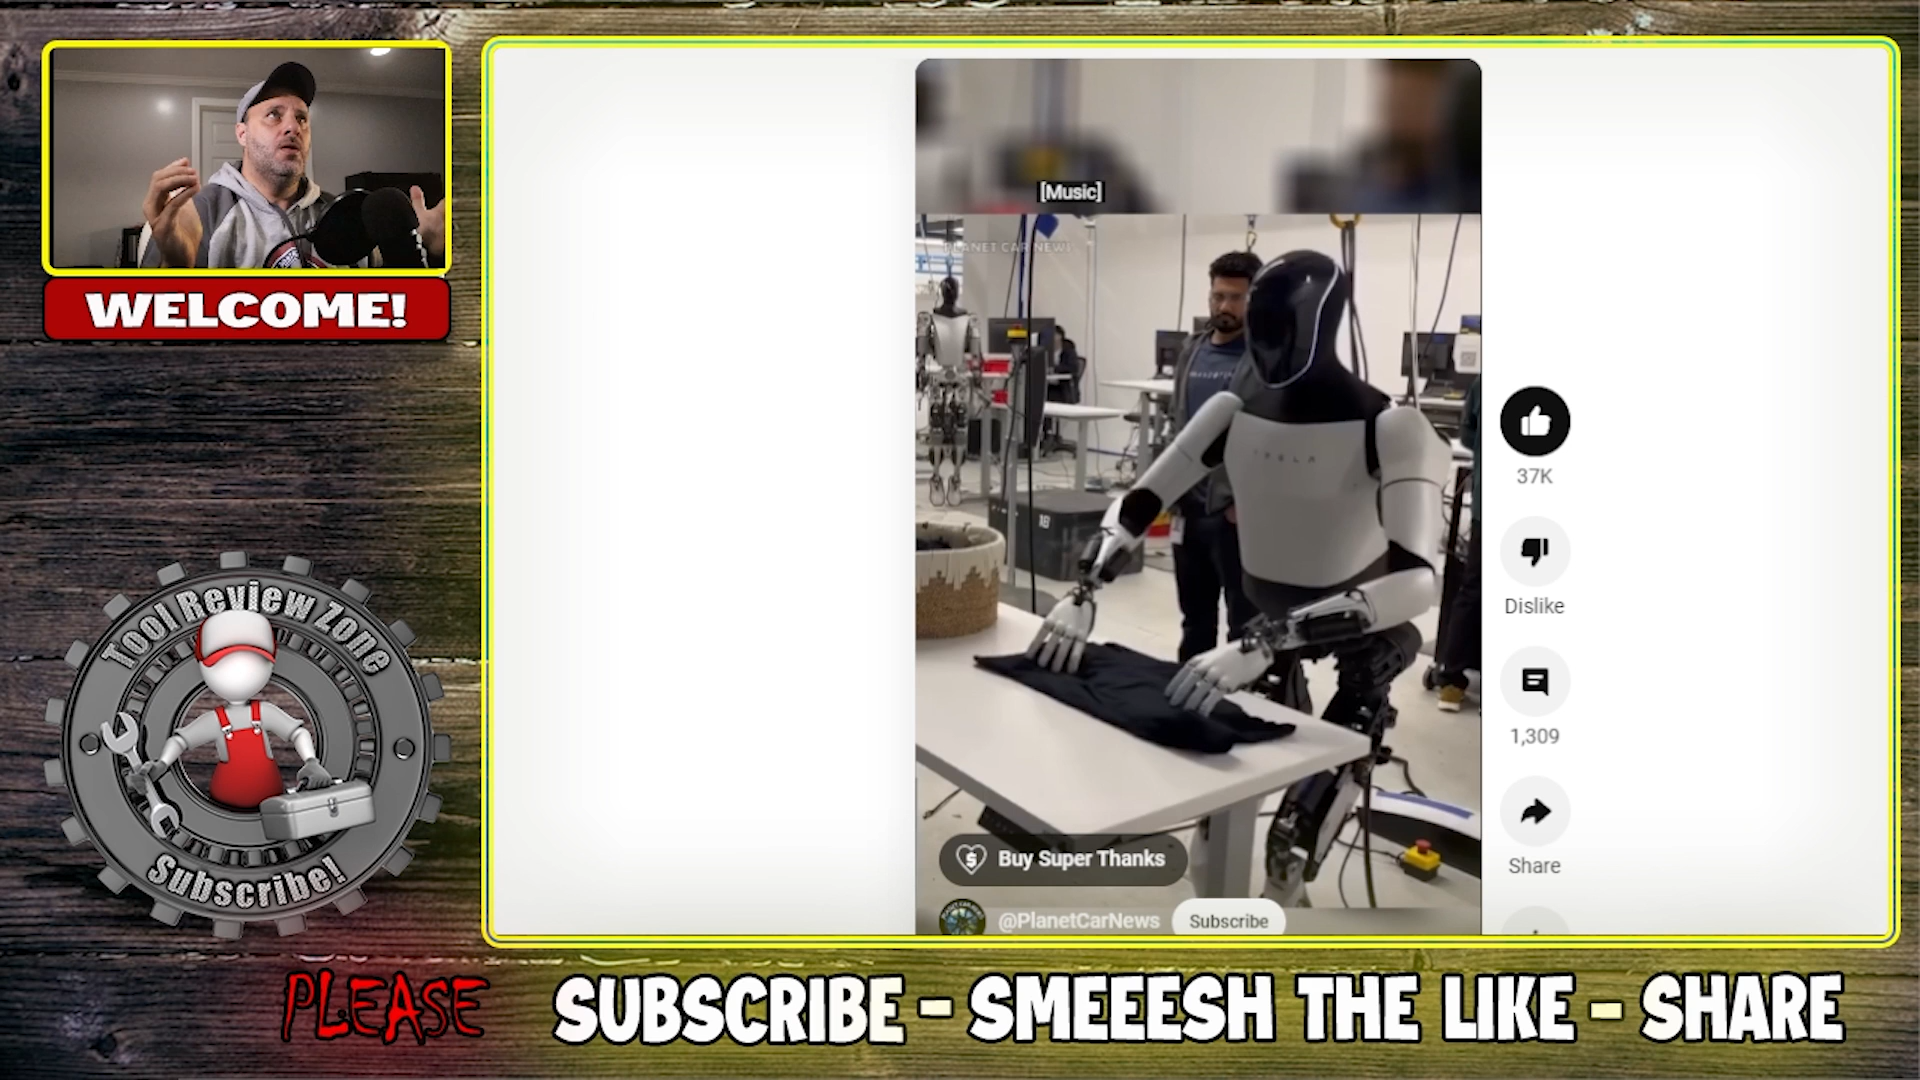 WELCOME!
Tool Review Zone
Subscribe!
[Music]
PLANET CAR NEWS
TESLA
18
Buy Super Thanks
@PlanetCarNews
Subscribe
37K
Dislike
1,309
Share
PLEASE
SUBSCRIBE - SMEEESH THE LIKE - SHARE